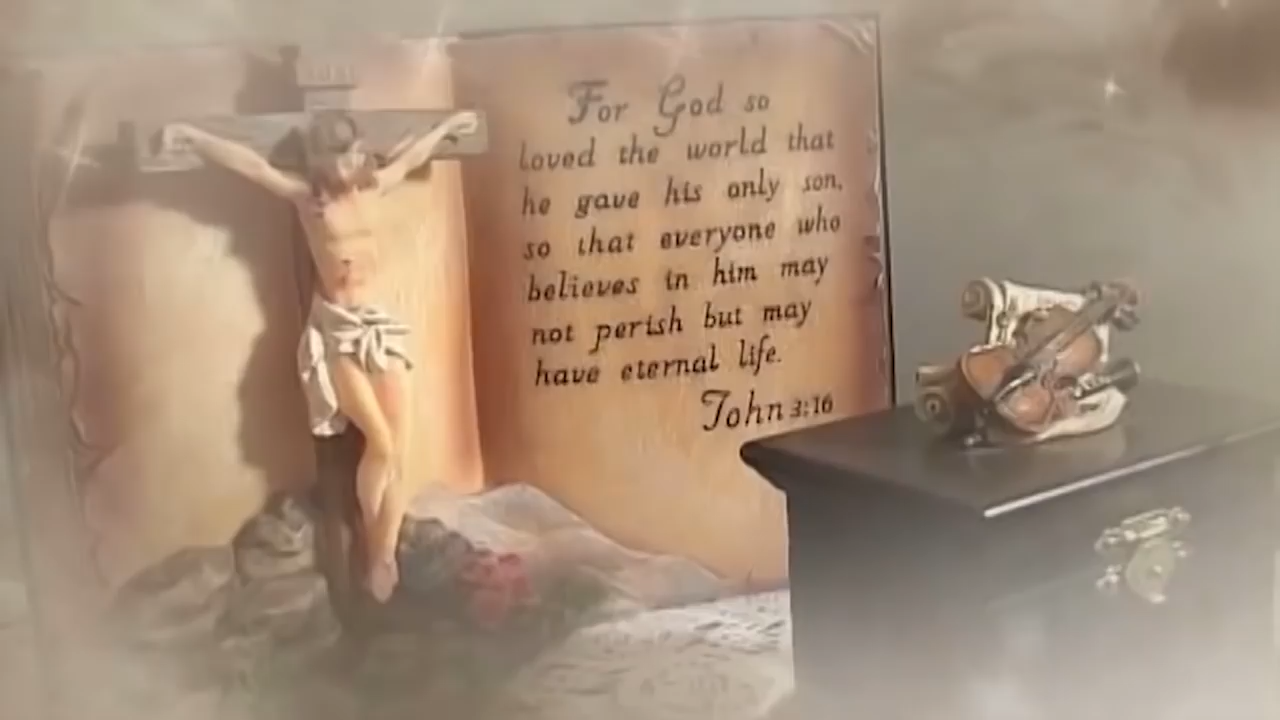 For God so
loved the world that
he gave his only son,
so that everyone who
believes in him may
not perish but may
have eternal life.
John 3:16